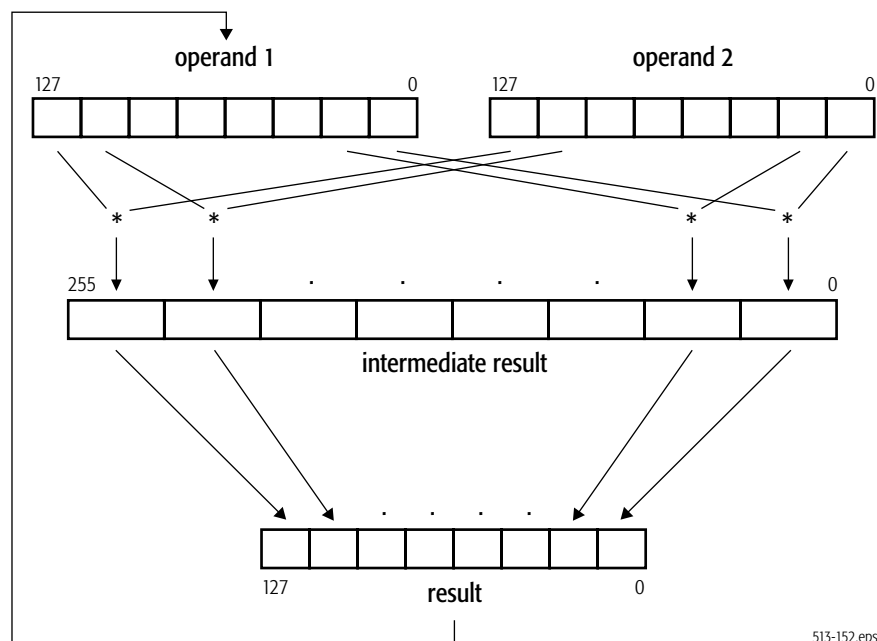 operand 1 operand 2
127 0 127 0
* * * *
255 . . . . 0
intermediate result
. . . .
127 result 0
513-152.eps